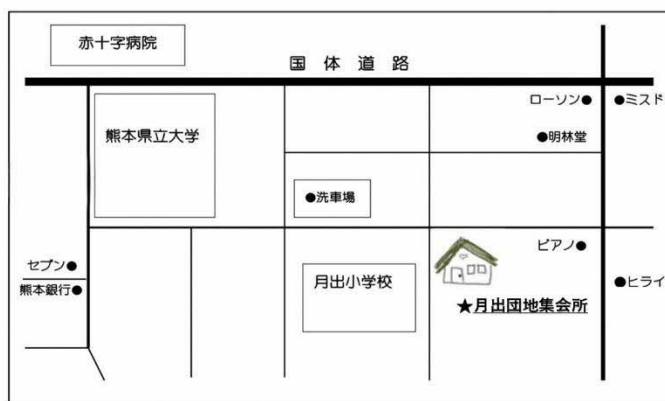 赤十字病院
国体道路
ローソン●
●ミスド
熊本県立大学
●明林堂
●洗車場
ピアノ●
セブン●
月出小学校
熊本銀行●
●ヒライ
★月出団地集会所